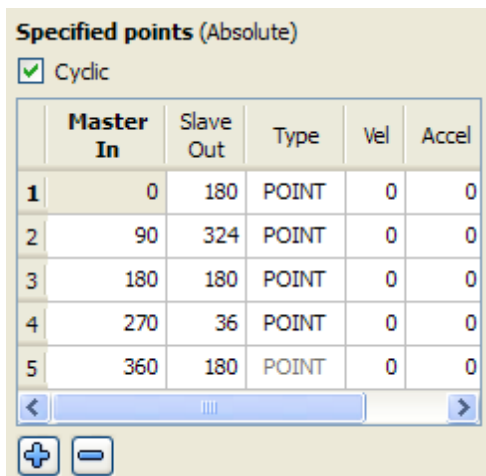 Specified points (Absolute)
Cyclic
Master In Slave Out Type Vel Accel
1 0 180 POINT 0 0
2 90 324 POINT 0 0
3 180 180 POINT 0 0
4 270 36 POINT 0 0
5 360 180 POINT 0 0